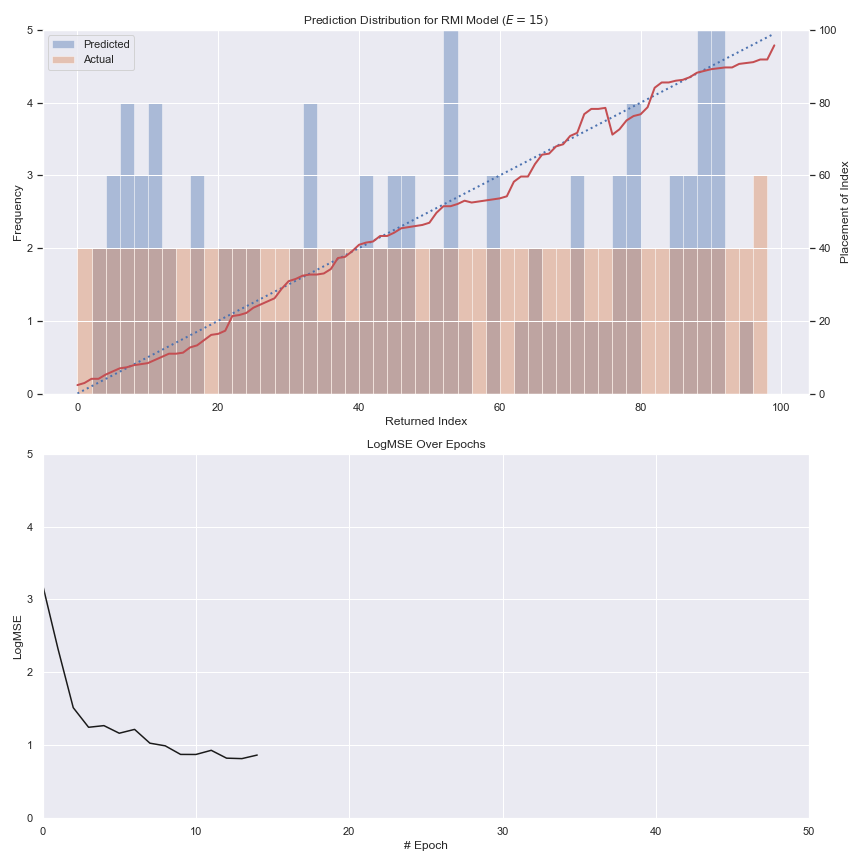 Prediction Distribution for RMI Model (E = 15)
Predicted
Actual
Frequency
5
4
3
2
1
0
100
80
60
40
20
0
Placement of Index
0 20 40 60 80 100
Returned Index
LogMSE Over Epochs
LogMSE
5
4
3
2
1
0
0 10 20 30 40 50
# Epoch